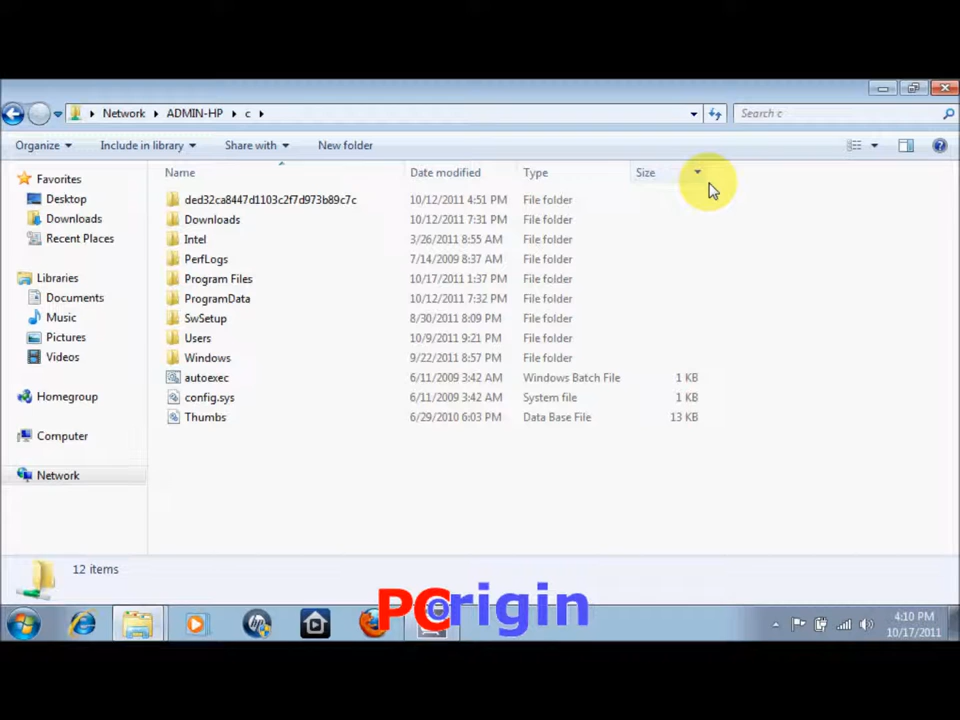 Network ADMIN-HP c
Search c
Organize Include in library Share with New folder
Name Date modified Type Size
Favorites
Desktop
Downloads
Recent Places
Libraries
Documents
Music
Pictures
Videos
Homegroup
Computer
Network
ded32ca8447d1103c2f7d973b89c7c 10/12/2011 4:51 PM File folder
Downloads 10/12/2011 7:31 PM File folder
Intel 3/26/2011 8:55 AM File folder
PerfLogs 7/14/2009 8:37 AM File folder
Program Files 10/17/2011 1:37 PM File folder
ProgramData 10/12/2011 7:32 PM File folder
SwSetup 8/30/2011 8:09 PM File folder
Users 10/9/2011 9:21 PM File folder
Windows 9/22/2011 8:57 PM File folder
autoexec 6/11/2009 3:42 AM Windows Batch File 1 KB
config.sys 6/11/2009 3:42 AM System file 1 KB
Thumbs 6/29/2010 6:03 PM Data Base File 13 KB
12 items
PCorigin
4:10 PM
10/17/2011